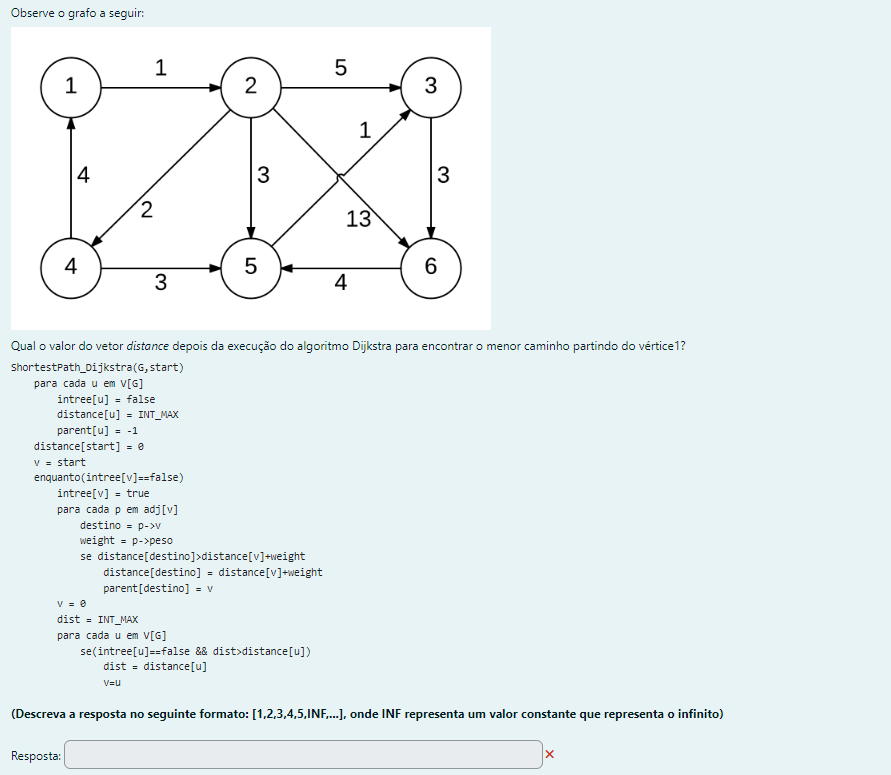 Observe o grafo a seguir:
1 5
1 2 3
1
4 3 3
2 13
4 5 6
3 4
Qual o valor do vetor distance depois da execução do algoritmo Dijkstra para encontrar o menor caminho partindo do vértice1?
ShortestPath_Dijkstra(G,start)
    para cada u em V[G]
        intree[u] = false
        distance[u] = INT_MAX
        parent[u] = -1
    distance[start] = 0
    v = start
    enquanto(intree[v]==false)
        intree[v] = true
        para cada p em adj[v]
            destino = p->v
            weight = p->peso
            se distance[destino]>distance[v]+weight
                distance[destino] = distance[v]+weight
                parent[destino] = v
        v = 0
        dist = INT_MAX
        para cada u em V[G]
            se(intree[u]==false && dist>distance[u])
                dist = distance[u]
                v=u
(Descreva a resposta no seguinte formato: [1,2,3,4,5,INF,...], onde INF representa um valor constante que representa o infinito)
Resposta: